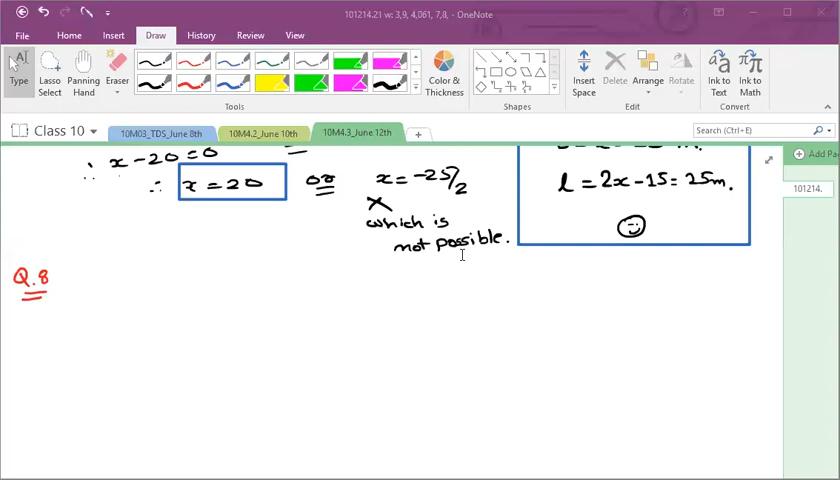 101214.21 w: 3,9, 4,061, 7,8, - OneNote
File Home Insert Draw View
Type
Lasso Select
Panning Hand
Eraser
Color & Thickness
Insert Space
Delete
Arrange
Rotate
Ink to Text
Ink to Math
Tools
Shapes
Edit
Convert
Class 10
10M03_TDS_June 8th
10M4.2_June 10th
10M4.3_June 12th
Search (Ctrl+E)
Add Pag
101214.
∴ x-20=0
∴ x=20 or x=-25/2
which is
not possible.
l = 2x-15 = 25m.
Q.8